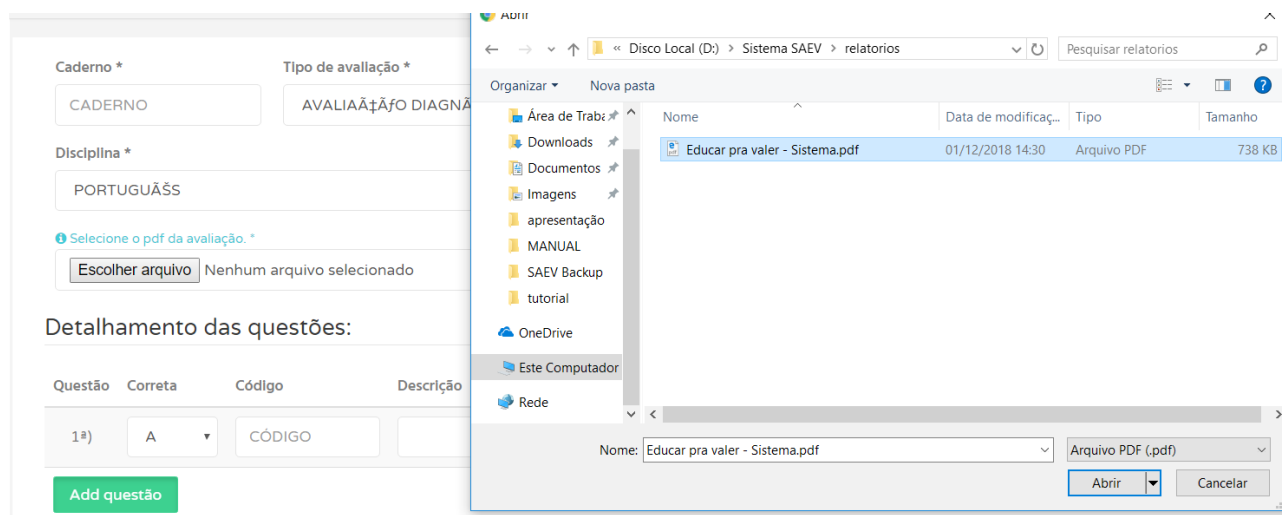 Caderno *
Tipo de avaliação *
CADERNO
AVALIAÃ‡ÃƒO DIAGNÃ
Disciplina *
PORTUGUÃŠS
Selecione o pdf da avaliação. *
Escolher arquivo Nenhum arquivo selecionado
Detalhamento das questões:
Questão Correta Código Descrição
1ª) A CÓDIGO
Add questão
Abrir
« Disco Local (D:) > Sistema SAEV > relatorios
Pesquisar relatorios
Organizar Nova pasta
Área de Traba
Downloads
Documentos
Imagens
apresentação
MANUAL
SAEV Backup
tutorial
OneDrive
Este Computador
Rede
Nome Data de modificaç... Tipo Tamanho
Educar pra valer - Sistema.pdf 01/12/2018 14:30 Arquivo PDF 738 KB
Nome: Educar pra valer - Sistema.pdf Arquivo PDF (.pdf)
Abrir Cancelar